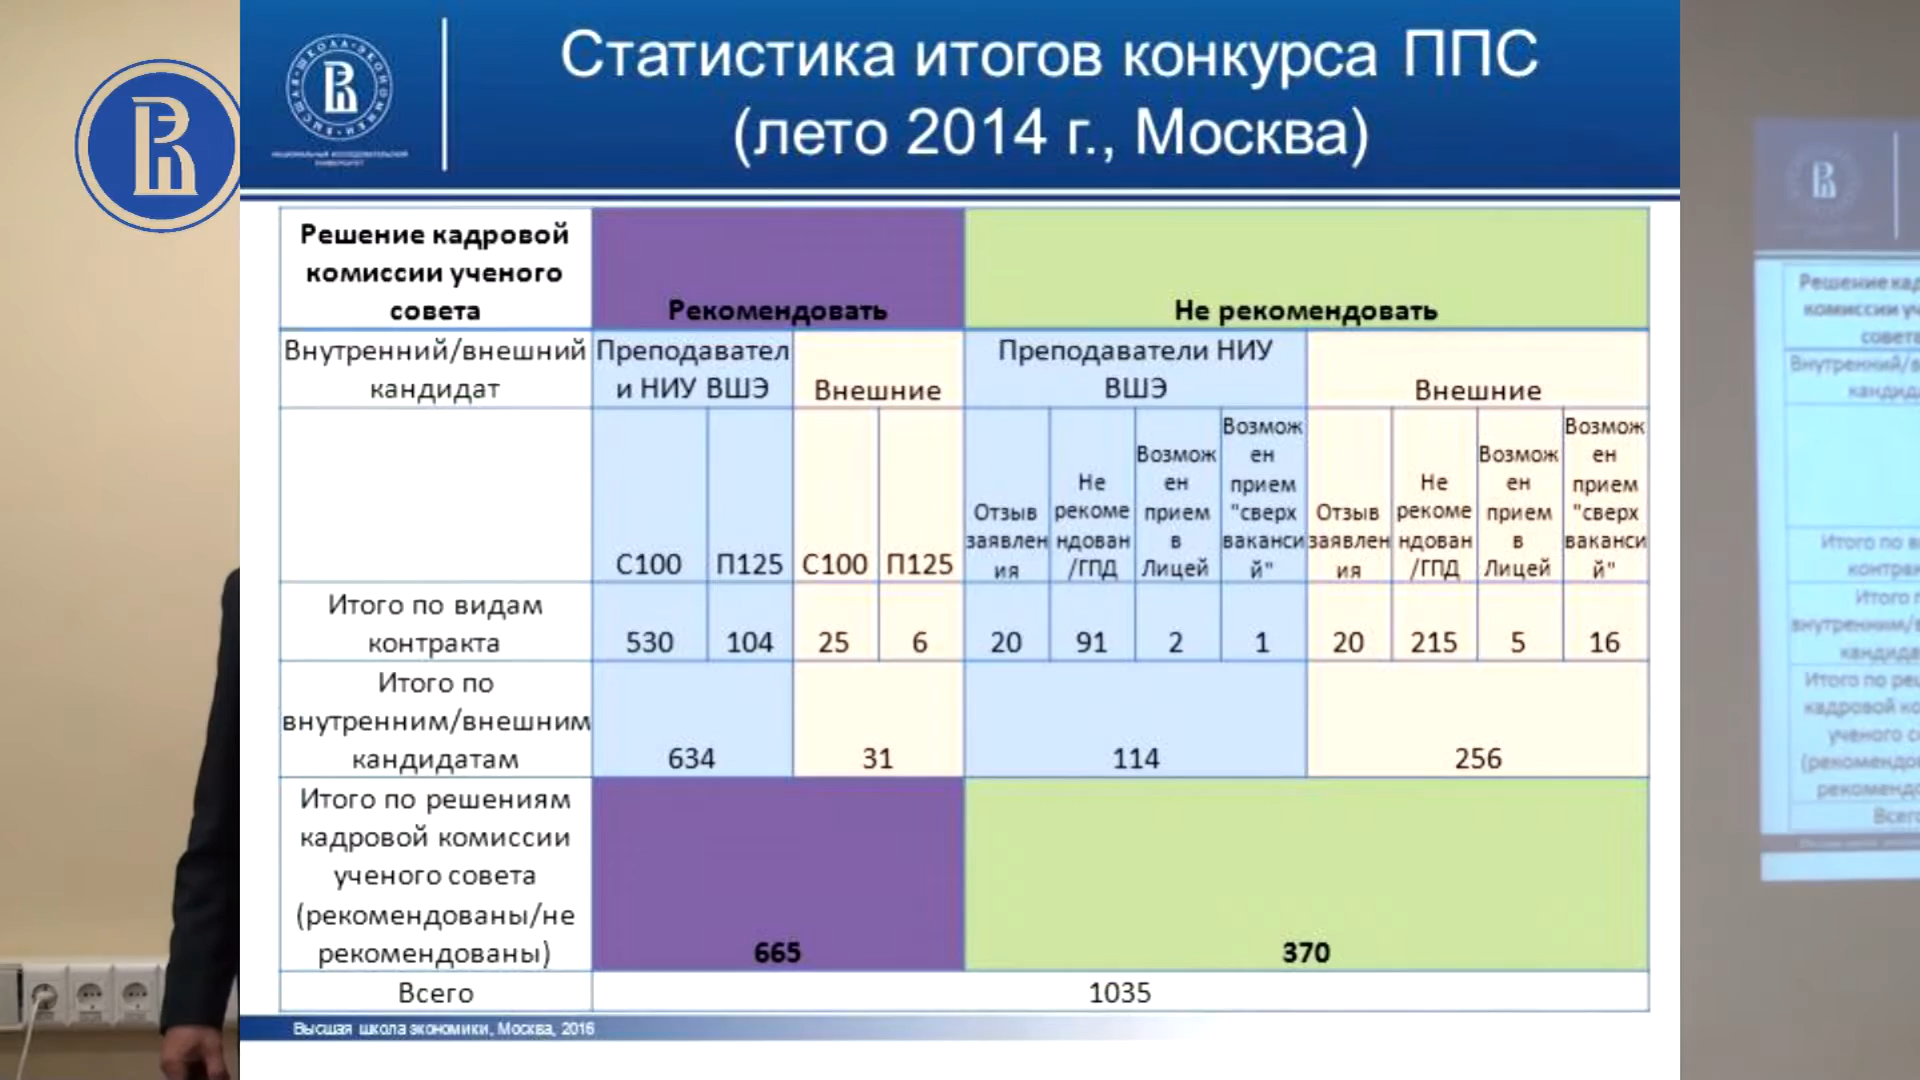 Статистика итогов конкурса ППС
(лето 2014 г., Москва)
Решение кадровой
комиссии ученого
совета
Рекомендовать
Не рекомендовать
Внутренний/внешний
кандидат
Преподавател
и НИУ ВШЭ
Внешние
Преподаватели НИУ
ВШЭ
Внешние
С100
П125
С100
П125
Отзыв
заявлен
ия
Не
рекоме
ндован
/ГПД
Возмож
ен
прием
в
Лицей
Возмож
ен
прием
"сверх
ваканси
й"
Отзыв
заявлен
ия
Не
рекоме
ндован
/ГПД
Возмож
ен
прием
в
Лицей
Возмож
ен
прием
"сверх
ваканси
й"
Итого по видам
контракта
530 104 25 6 20 91 2 1 20 215 5 16
Итого по
внутренним/внешним
кандидатам
634 31 114 256
Итого по решениям
кадровой комиссии
ученого совета
(рекомендованы/не
рекомендованы)
665 370
Всего 1035
Высшая школа экономики, Москва, 2016